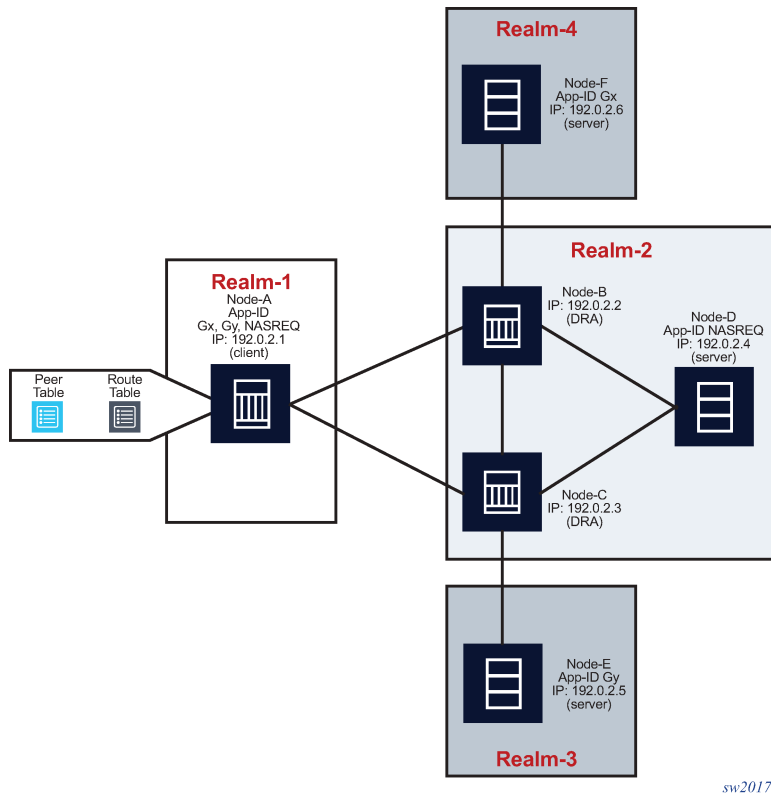 Realm-4
Node-F
App-ID Gx
IP: 192.0.2.6
(server)
Realm-2
Node-B
IP: 192.0.2.2
(DRA)
Node-D
App-ID NASREQ
IP: 192.0.2.4
(server)
Realm-1
Node-A
App-ID
Gx, Gy, NASREQ
IP: 192.0.2.1
(client)
Peer
Table
Route
Table
Node-C
IP: 192.0.2.3
(DRA)
Node-E
App-ID Gy
IP: 192.0.2.5
(server)
Realm-3
sw2017